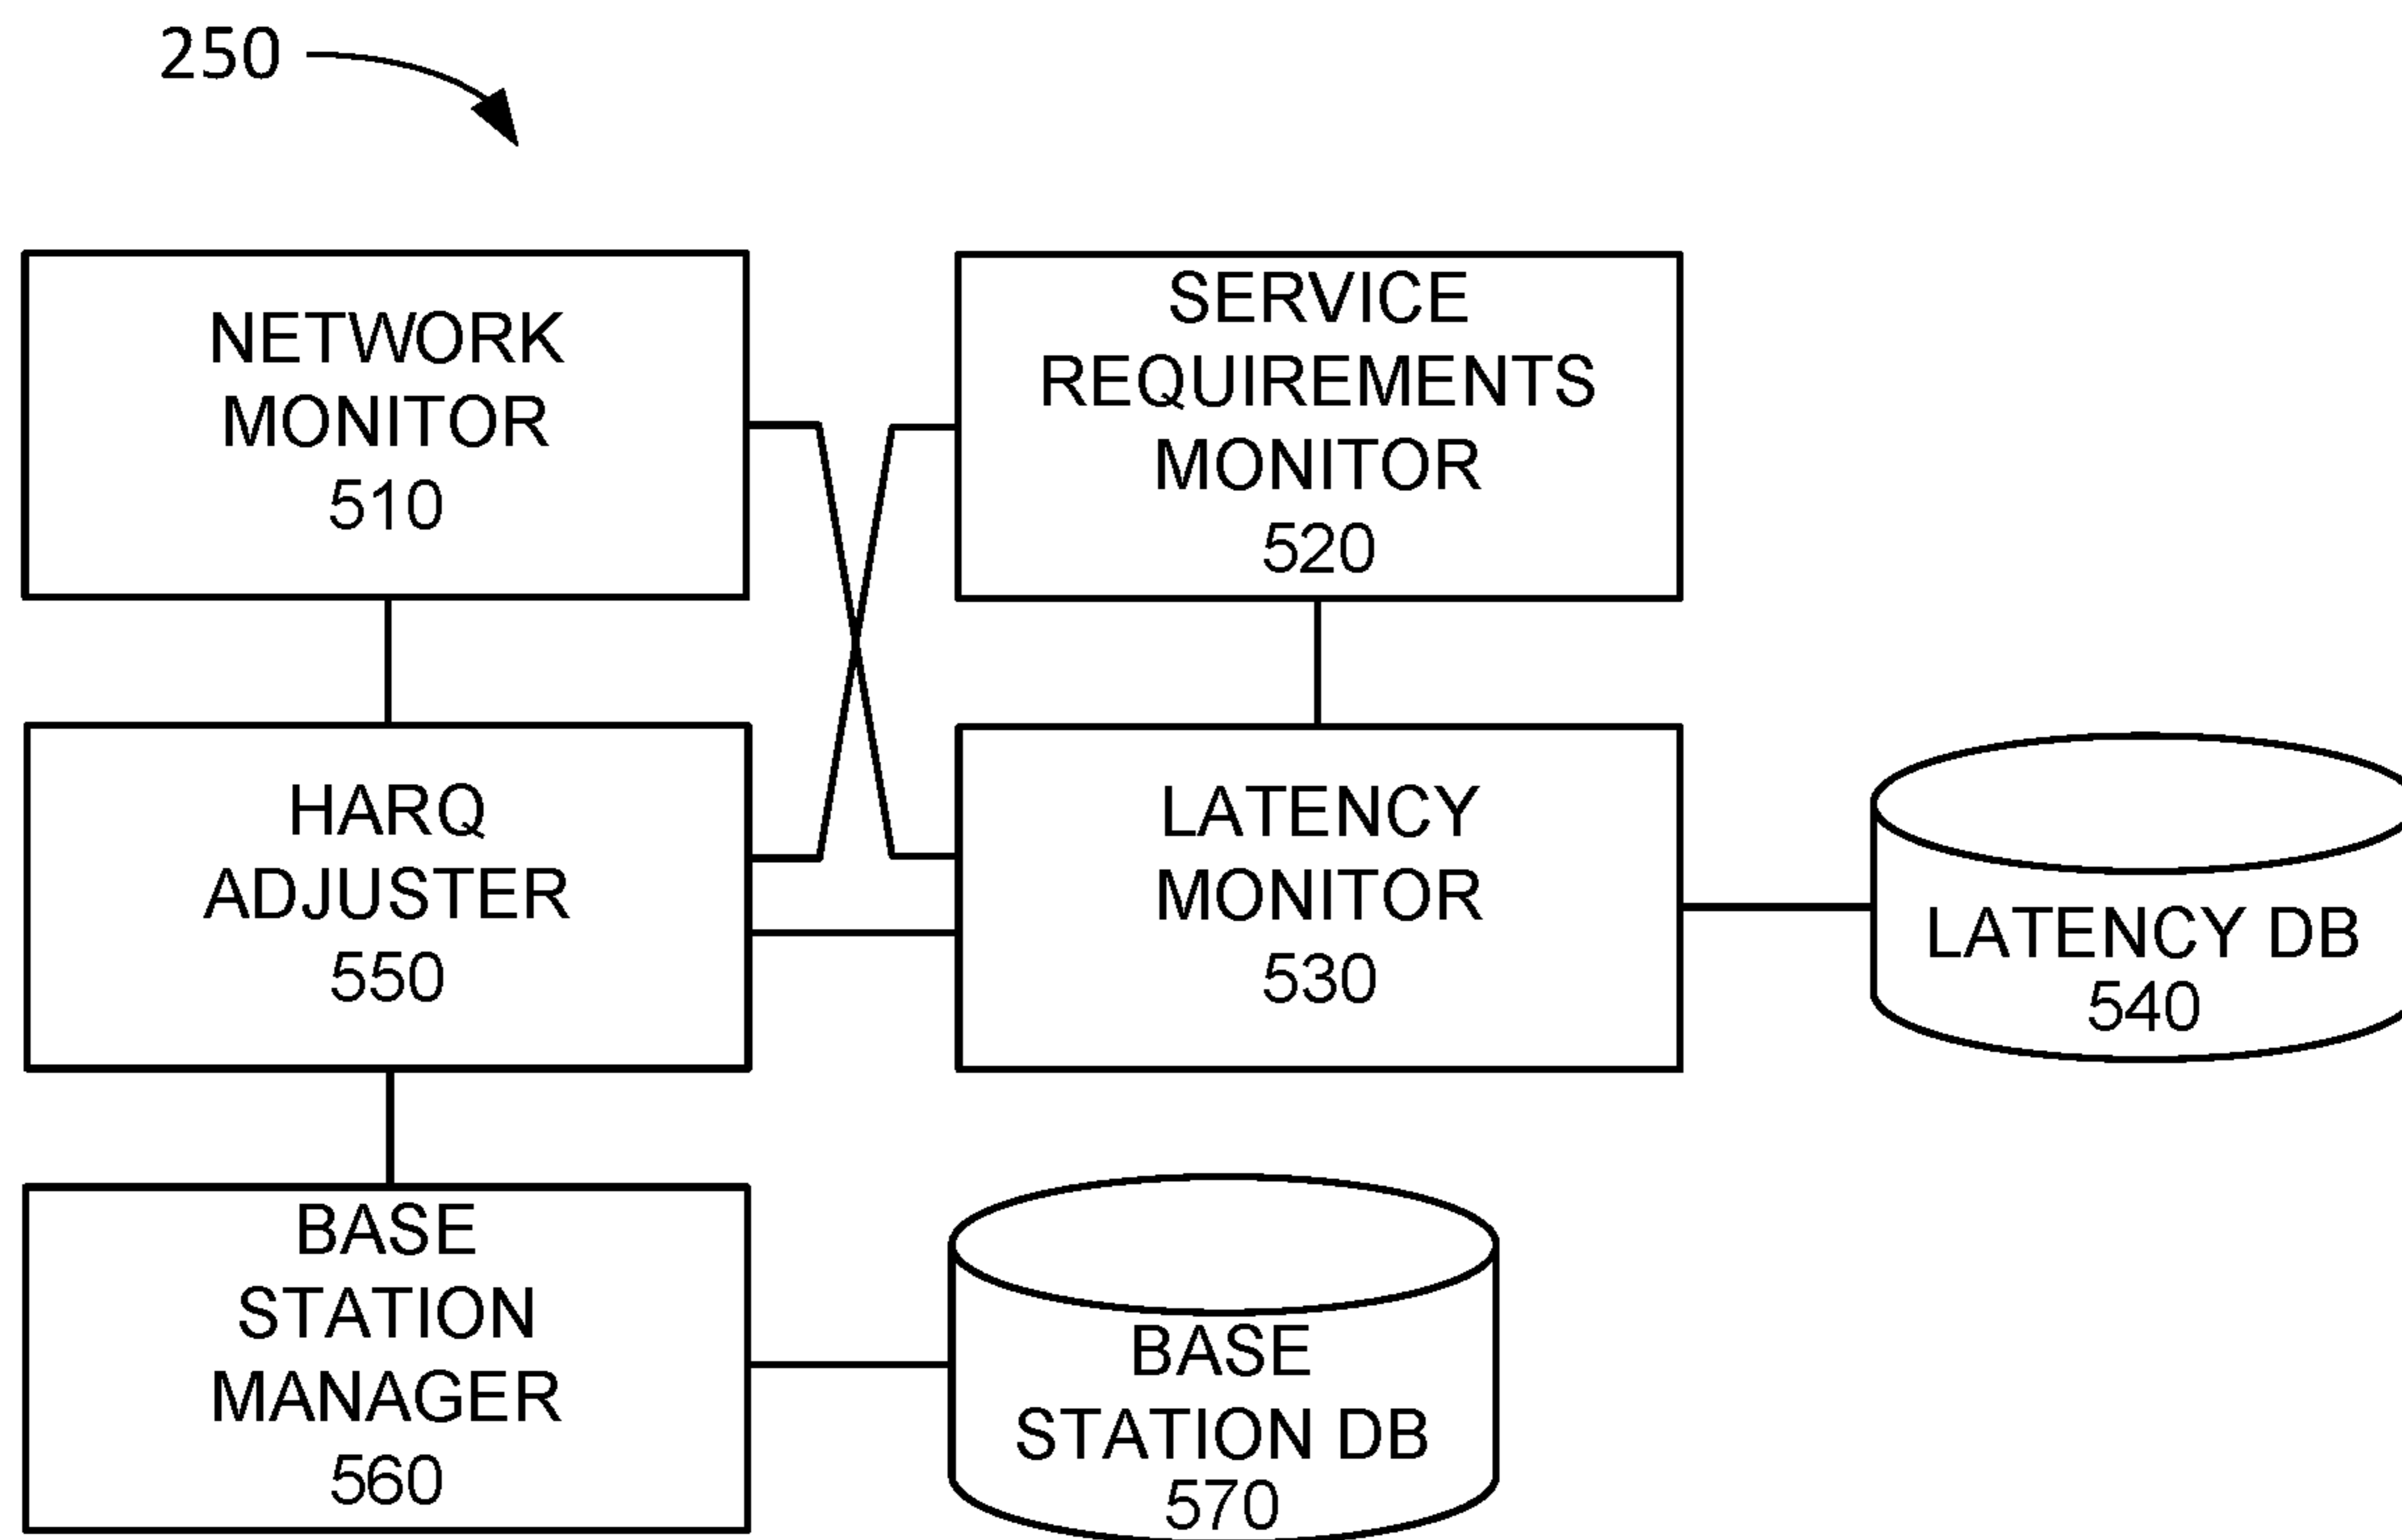 250
NETWORK
MONITOR
510
SERVICE
REQUIREMENTS
MONITOR
520
HARQ
ADJUSTER
550
LATENCY
MONITOR
530
LATENCY DB
540
BASE
STATION
MANAGER
560
BASE
STATION DB
570